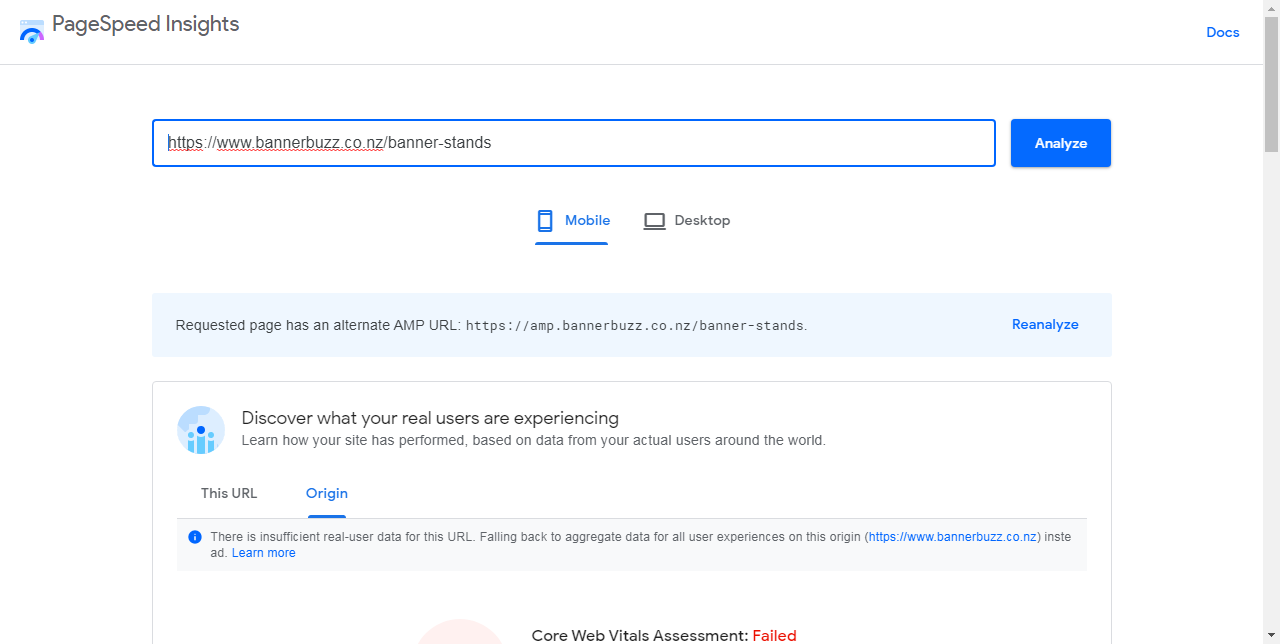 PageSpeed Insights
Docs
https://www.bannerbuzz.co.nz/banner-stands
Analyze
Mobile
Desktop
Requested page has an alternate AMP URL: https://amp.bannerbuzz.co.nz/banner-stands.
Reanalyze
Discover what your real users are experiencing
Learn how your site has performed, based on data from your actual users around the world.
This URL
Origin
There is insufficient real-user data for this URL. Falling back to aggregate data for all user experiences on this origin (https://www.bannerbuzz.co.nz) inste
ad. Learn more
Core Web Vitals Assessment: Failed